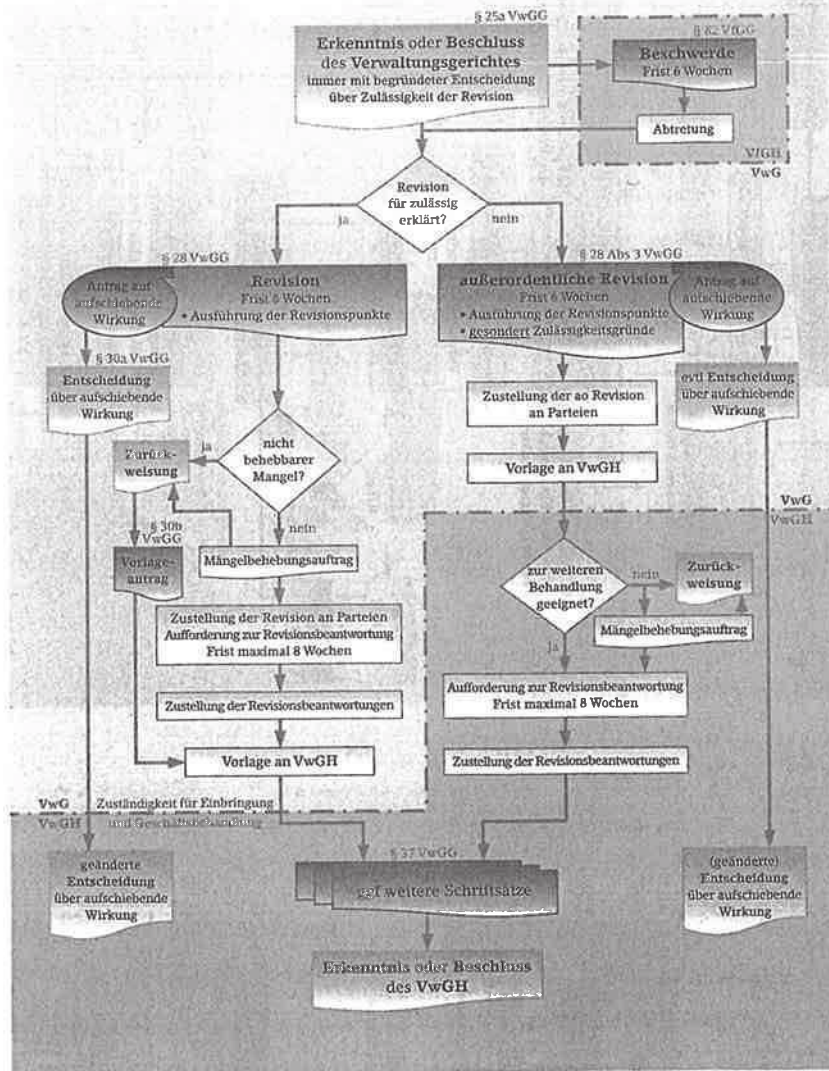 § 25a VwGG
Erkenntnis oder Beschluss
des Verwaltungsgerichtes
immer mit begründeter Entscheidung
über Zulässigkeit der Revision
§ 82 VfGG
Beschwerde
Frist 6 Wochen
Abtretung
VfGH
VwG
Revision
für zulässig
erklärt?
ja
nein
§ 28 VwGG
Antrag auf
aufschiebende
Wirkung
Revision
Frist 6 Wochen
• Ausführung der Revisionspunkte
§ 28 Abs 3 VwGG
außerordentliche Revision
Frist 6 Wochen
• Ausführung der Revisionspunkte
• gesondert Zulässigkeitsgründe
Antrag auf
aufschiebende
Wirkung
§ 30a VwGG
Entscheidung
über aufschiebende
Wirkung
Zustellung der ao Revision
an Parteien
evtl Entscheidung
über aufschiebende
Wirkung
nicht
behebbarer
Mangel?
ja
Zurück-
weisung
nein
Vorlage an VwGH
VwG
VwGH
§ 30b
VwGG
Vorlage-
antrag
Mängelbehebungsauftrag
zur weiteren
Behandlung
geeignet?
nein
Zurück-
weisung
Mängelbehebungsauftrag
ja
Zustellung der Revision an Parteien
Aufforderung zur Revisionsbeantwortung
Frist maximal 8 Wochen
Aufforderung zur Revisionsbeantwortung
Frist maximal 8 Wochen
Zustellung der Revisionsbeantwortungen
Zustellung der Revisionsbeantwortungen
Vorlage an VwGH
VwG Zuständigkeit für Einbringung
VwGH und Geschäftsbehandlung
geänderte
Entscheidung
über aufschiebende
Wirkung
§ 37 VwGG
ggf weitere Schriftsätze
(geänderte)
Entscheidung
über aufschiebende
Wirkung
Erkenntnis oder Beschluss
des VwGH